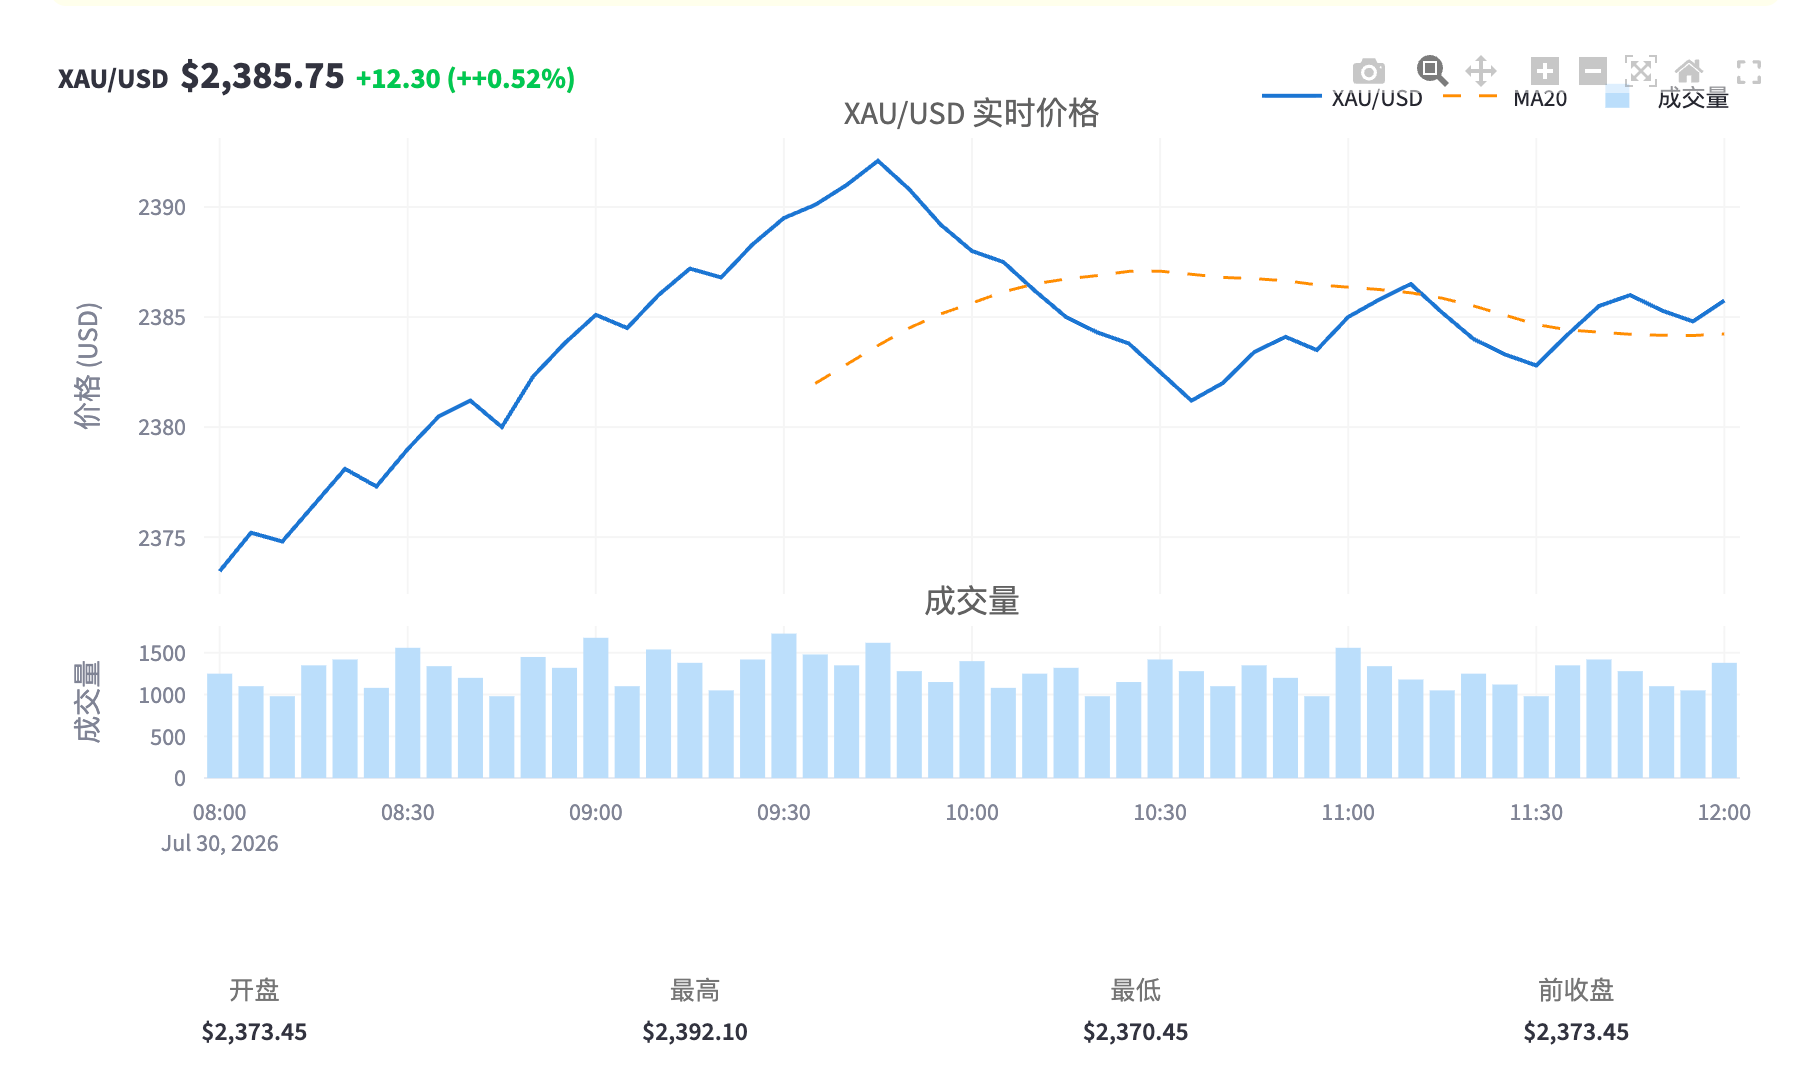 XAU/USD $2,385.75 +12.30 (++0.52%)
XAU/USD 实时价格
XAU/USD
MA20
成交量
价格 (USD)
2390
2385
2380
2375
成交量
成交量
1500
1000
500
0
08:00 08:30 09:00 09:30 10:00 10:30 11:00 11:30 12:00
Jul 30, 2026
开盘 最高 最低 前收盘
$2,373.45 $2,392.10 $2,370.45 $2,373.45